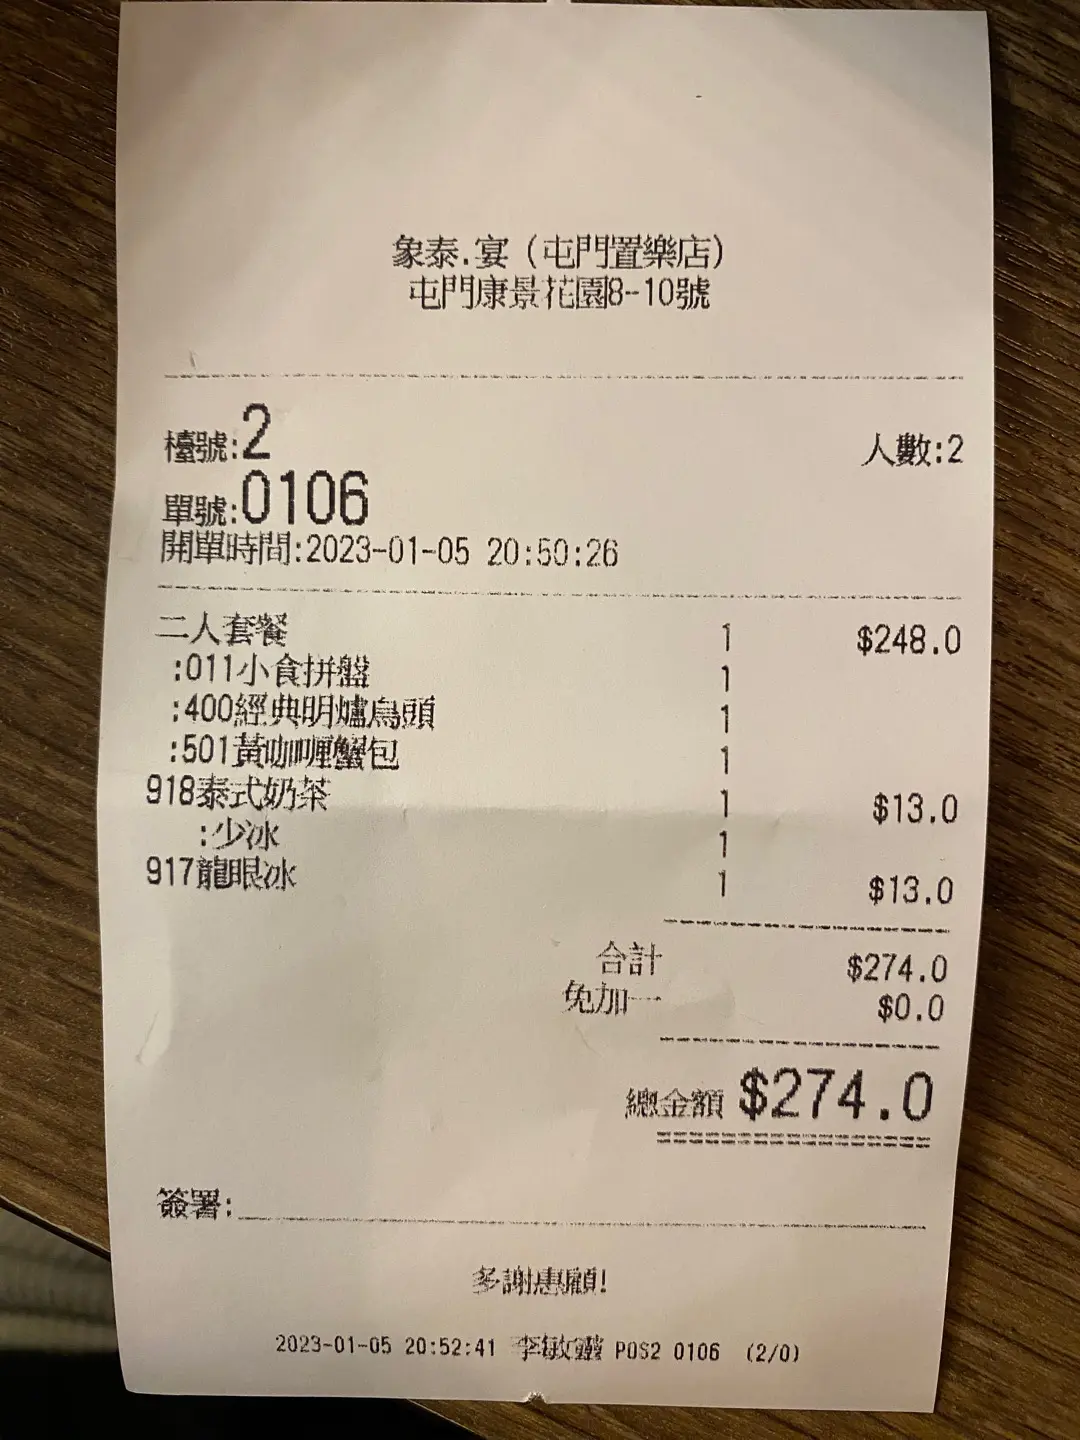 象泰.宴 (屯門置樂店)
屯門康景花園8-10號
檯號:2 人數:2
單號:0106
開單時間:2023-01-05 20:50:26
二人套餐 1 $248.0
:011小食拼盤 1
:400經典明爐烏頭 1
:501黃咖喱蟹包 1
918泰式奶茶 1 $13.0
:少冰 1
917龍眼冰 1 $13.0
合計 $274.0
免加一 $0.0
總金額 $274.0
簽署:
多謝惠顧!
2023-01-05 20:52:41 李敏 POS2 0106 (2/0)